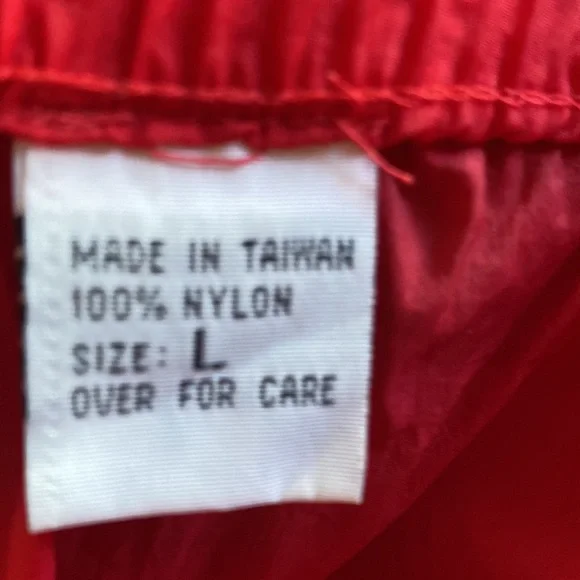 MADE IN TAIWAN
100% NYLON
SIZE: L
OVER FOR CARE